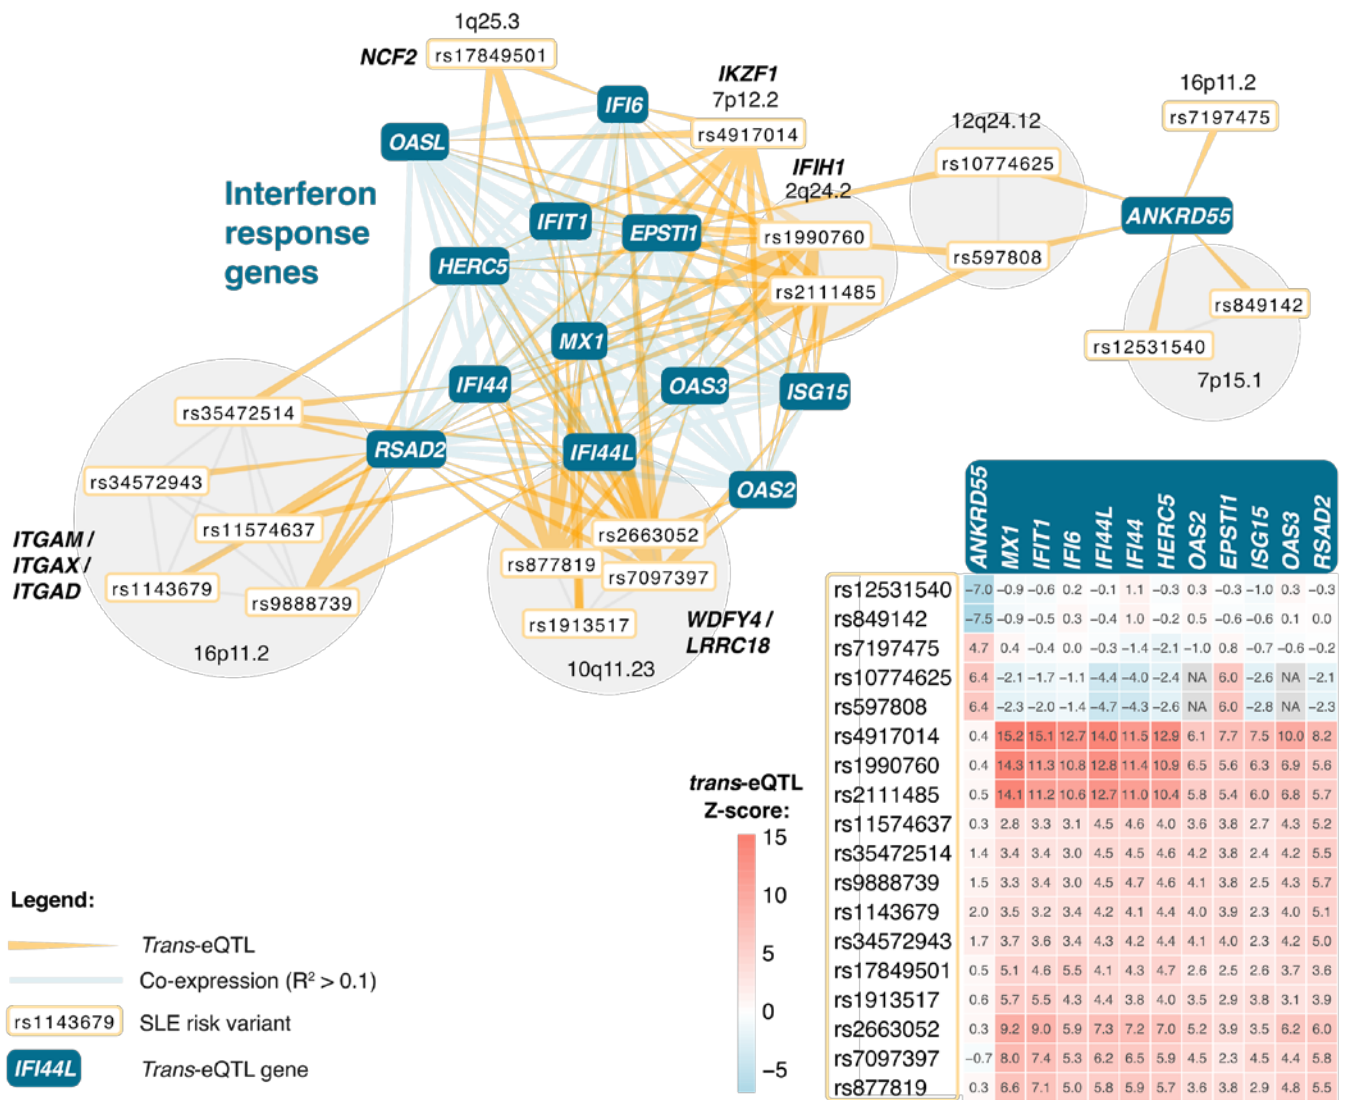 1q25.3
NCF2
rs17849501
IKZF1
7p12.2
rs4917014
IFI6
OASL
16p11.2
rs7197475
12q24.12
rs10774625
IFIH1
2q24.2
Interferon
response
genes
IFIT1
EPSTI1
rs1990760
ANKRD55
HERC5
rs597808
rs2111485
rs849142
MX1
rs12531540
7p15.1
IFI44
OAS3
ISG15
rs35472514
RSAD2
IFI44L
rs34572943
OAS2
rs11574637
rs2663052
ITGAM /
ITGAX /
ITGAD
rs1143679
rs9888739
rs877819
rs7097397
rs1913517
WDFY4 /
LRRC18
16p11.2
10q11.23
ANKRD55 MX1 IFIT1 IFI6 IFI44L IFI44 HERC5 OAS2 EPSTI1 ISG15 OAS3 RSAD2
rs12531540 −7.0 −0.9 −0.6 0.2 −0.1 1.1 −0.3 0.3 −0.3 −1.0 0.3 −0.3
rs849142 −7.5 −0.9 −0.5 0.3 −0.4 1.0 −0.2 0.5 −0.6 −0.6 0.1 0.0
rs7197475 4.7 0.4 −0.4 0.0 −0.3 −1.4 −2.1 −1.0 0.8 −0.7 −0.6 −0.2
rs10774625 6.4 −2.1 −1.7 −1.1 −4.4 −4.0 −2.4 NA 6.0 −2.6 NA −2.1
rs597808 6.4 −2.3 −2.0 −1.4 −4.7 −4.3 −2.6 NA 6.0 −2.8 NA −2.3
rs4917014 0.4 15.2 15.1 12.7 14.0 11.5 12.9 6.1 7.7 7.5 10.0 8.2
rs1990760 0.4 14.3 11.3 10.8 12.8 11.4 10.9 6.5 5.6 6.3 6.9 5.6
rs2111485 0.5 14.1 11.2 10.6 12.7 11.0 10.4 5.8 5.4 6.0 6.8 5.7
rs11574637 0.3 2.8 3.3 3.1 4.5 4.6 4.0 3.6 3.8 2.7 4.3 5.2
rs35472514 1.4 3.4 3.4 3.0 4.5 4.5 4.6 4.2 3.8 2.4 4.2 5.5
rs9888739 1.5 3.3 3.4 3.0 4.5 4.7 4.6 4.1 3.8 2.5 4.3 5.7
rs1143679 2.0 3.5 3.2 3.4 4.2 4.1 4.4 4.0 3.9 2.3 4.0 5.1
rs34572943 1.7 3.7 3.6 3.4 4.3 4.2 4.4 4.1 4.0 2.3 4.2 5.0
rs17849501 0.5 5.1 4.6 5.5 4.1 4.3 4.7 2.6 2.5 2.6 3.7 3.6
rs1913517 0.6 5.7 5.5 4.3 4.4 3.8 4.0 3.5 2.9 3.8 3.1 3.9
rs2663052 0.3 9.2 9.0 5.9 7.3 7.2 7.0 5.2 3.9 3.5 6.2 6.0
rs7097397 −0.7 8.0 7.4 5.3 6.2 6.5 5.9 4.5 2.3 4.5 4.4 5.8
rs877819 0.3 6.6 7.1 5.0 5.8 5.9 5.7 3.6 3.8 2.9 4.8 5.5
trans-eQTL
Z-score:
15
10
5
0
−5
Legend:
Trans-eQTL
Co-expression (R² > 0.1)
rs1143679 SLE risk variant
IFI44L Trans-eQTL gene